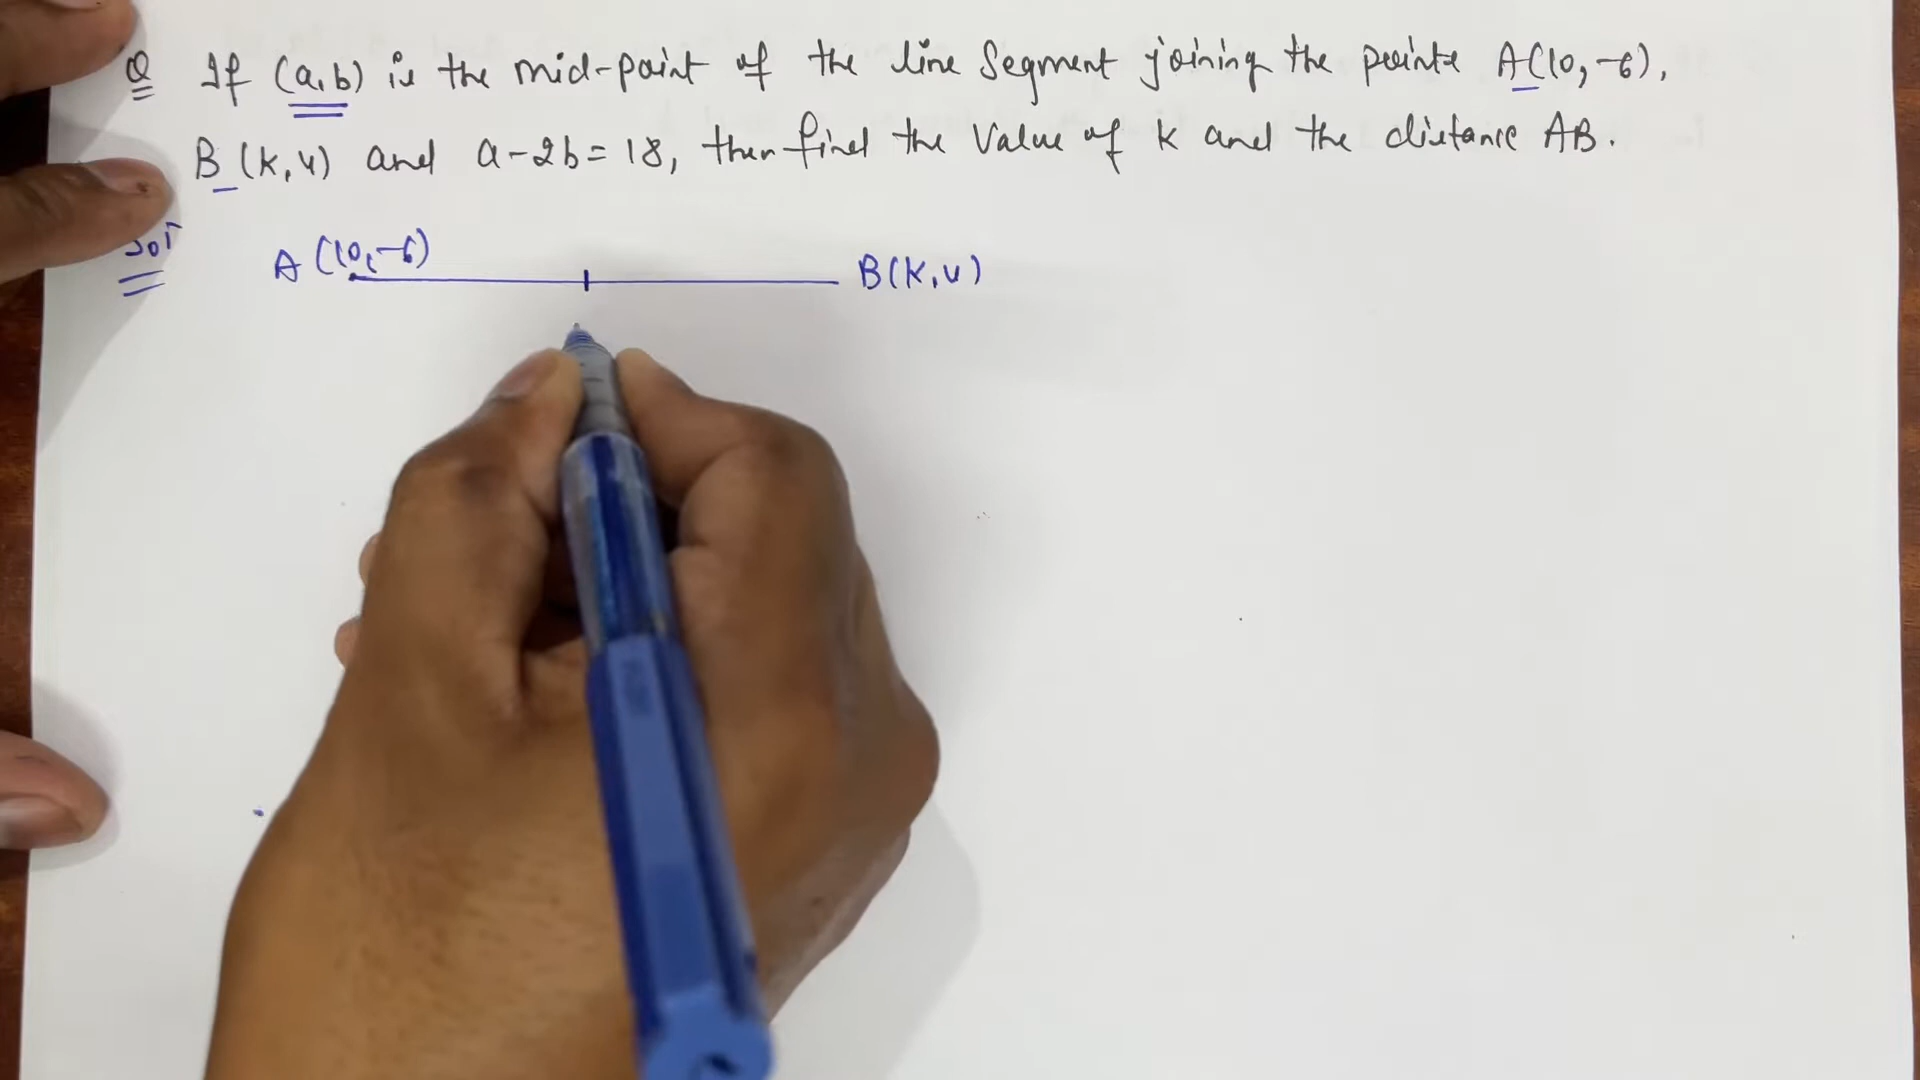 Q If (a,b) is the mid-point of the line Segment joining the points A(10,-6),
B (k,4) and a-2b=18, then find the Value of k and the distance AB.
Sol
A (10,-6) B(k,4)